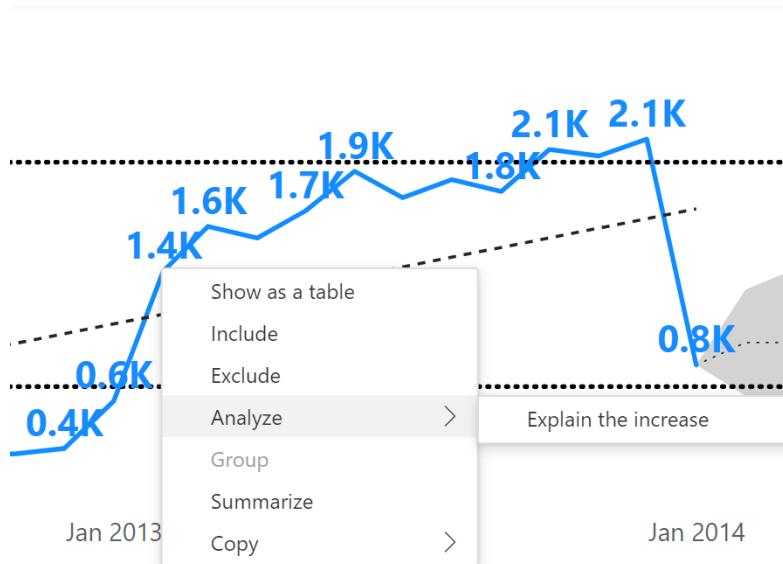 2.1K
2.1K
1.9K
1.8K
1.7K
1.6K
1.4K
0.8K
0.6K
0.4K
Show as a table
Include
Exclude
Analyze
Explain the increase
Group
Summarize
Copy
Jan 2013
Jan 2014